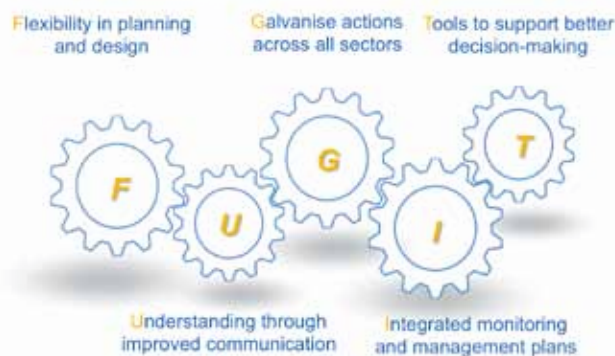 Flexibility in planning
and design
Galvanise actions
across all sectors
Tools to support better
decision-making
F
U
G
I
T
Understanding through
improved communication
Integrated monitoring
and management plans